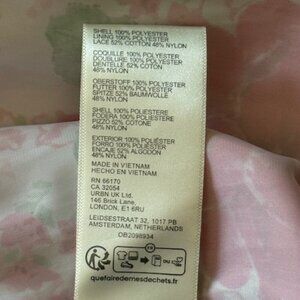 SHELL 100% POLYESTER
LINING 100% POLYESTER
LACE 52% COTTON 48% NYLON
COQUILLE 100% POLYESTER
DOUBLURE 100% POLYESTER
DENTELLE 52% COTON
48% NYLON
OBERSTOFF 100% POLYESTER
FUTTER 100% POLYESTER
SPITZE 52% BAUMWOLLE
48% NYLON
SHELL 100% POLIESTERE
FODERA 100% POLIESTERE
PIZZO 52% COTONE
48% NYLON
EXTERIOR 100% POLIÉSTER
FORRO 100% POLIÉSTER
ENCAJE 52% ALGODÓN
48% NYLON
MADE IN VIETNAM
HECHO EN VIETNAM
RN 66170
CA 32054
URBN UK Ltd.
146 Brick Lane,
LONDON, E1 6RU
LEIDSESTRAAT 32, 1017 PB
AMSTERDAM, NETHERLANDS
DB2098934
FR
OU
quefairedemesdechets.fr